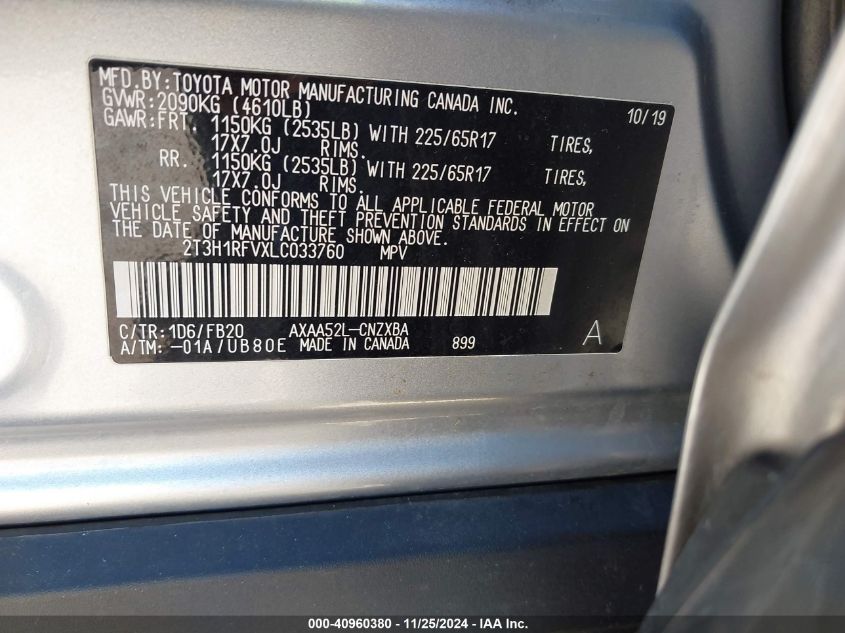 MFD.BY:TOYOTA MOTOR MANUFACTURING CANADA INC.
GVWR:2090KG (4610LB) 10/19
GAWR:FRT. 1150KG (2535LB) WITH 225/65R17 TIRES,
17X7.0J RIMS.
RR. 1150KG (2535LB) WITH 225/65R17 TIRES,
17X7.0J RIMS.
THIS VEHICLE CONFORMS TO ALL APPLICABLE FEDERAL MOTOR
VEHICLE SAFETY AND THEFT PREVENTION STANDARDS IN EFFECT ON
THE DATE OF MANUFACTURE SHOWN ABOVE.
2T3H1RFVXLC033760 MPV
C/TR:1D6/FB20 AXAA52L-CNZXBA
A/TM:-01A/UB80E MADE IN CANADA 899 A
000-40960380 - 11/25/2024 - IAAI.com.